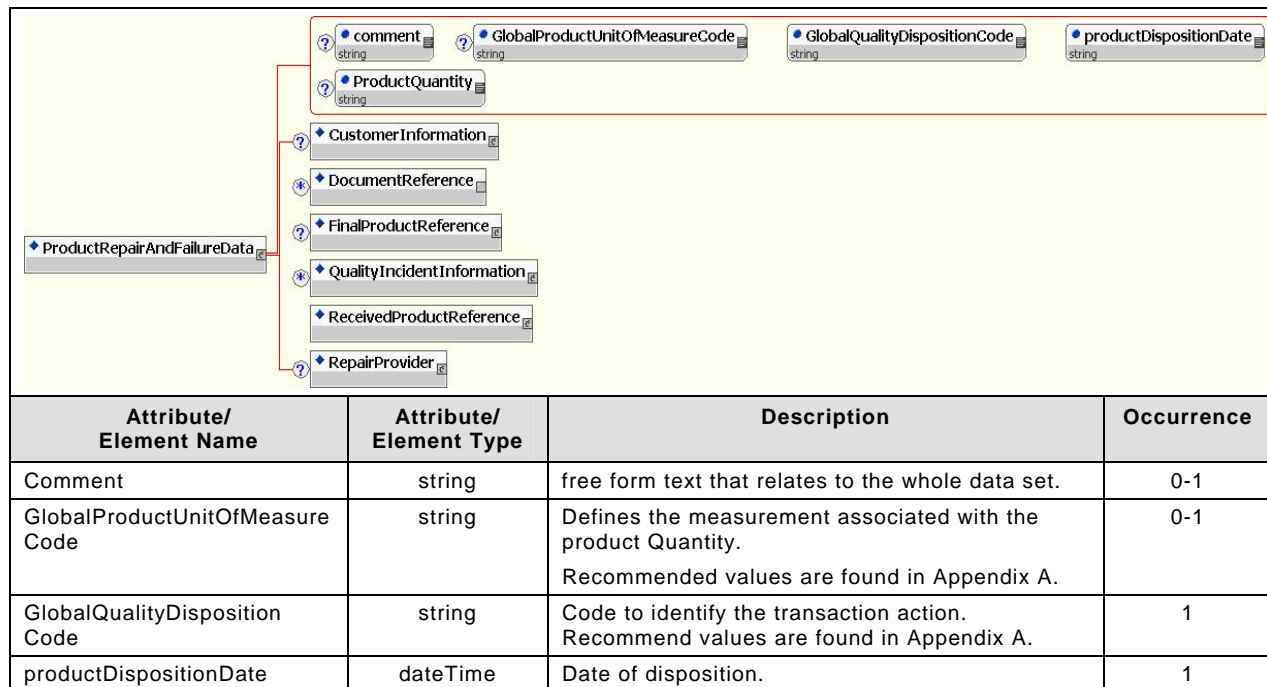 ? comment string ? GlobalProductUnitOfMeasureCode string GlobalQualityDispositionCode string productDispositionDate string
? ProductQuantity string
? CustomerInformation
* DocumentReference
? FinalProductReference
ProductRepairAndFailureData
* QualityIncidentInformation
ReceivedProductReference
? RepairProvider
Attribute/ Element Name Attribute/ Element Type Description Occurrence
Comment string free form text that relates to the whole data set. 0-1
GlobalProductUnitOfMeasure string Defines the measurement associated with the 0-1
Code product Quantity.
Recommended values are found in Appendix A.
GlobalQualityDisposition string Code to identify the transaction action. 1
Code Recommend values are found in Appendix A.
productDispositionDate dateTime Date of disposition. 1